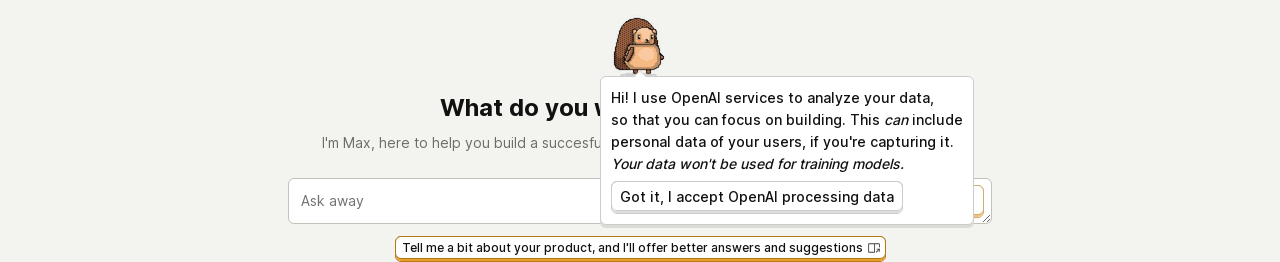 What do you w
I'm Max, here to help you build a succesfu
Hi! I use OpenAI services to analyze your data,
so that you can focus on building. This can include
personal data of your users, if you're capturing it.
Your data won't be used for training models.
Got it, I accept OpenAI processing data
Ask away
Tell me a bit about your product, and I'll offer better answers and suggestions